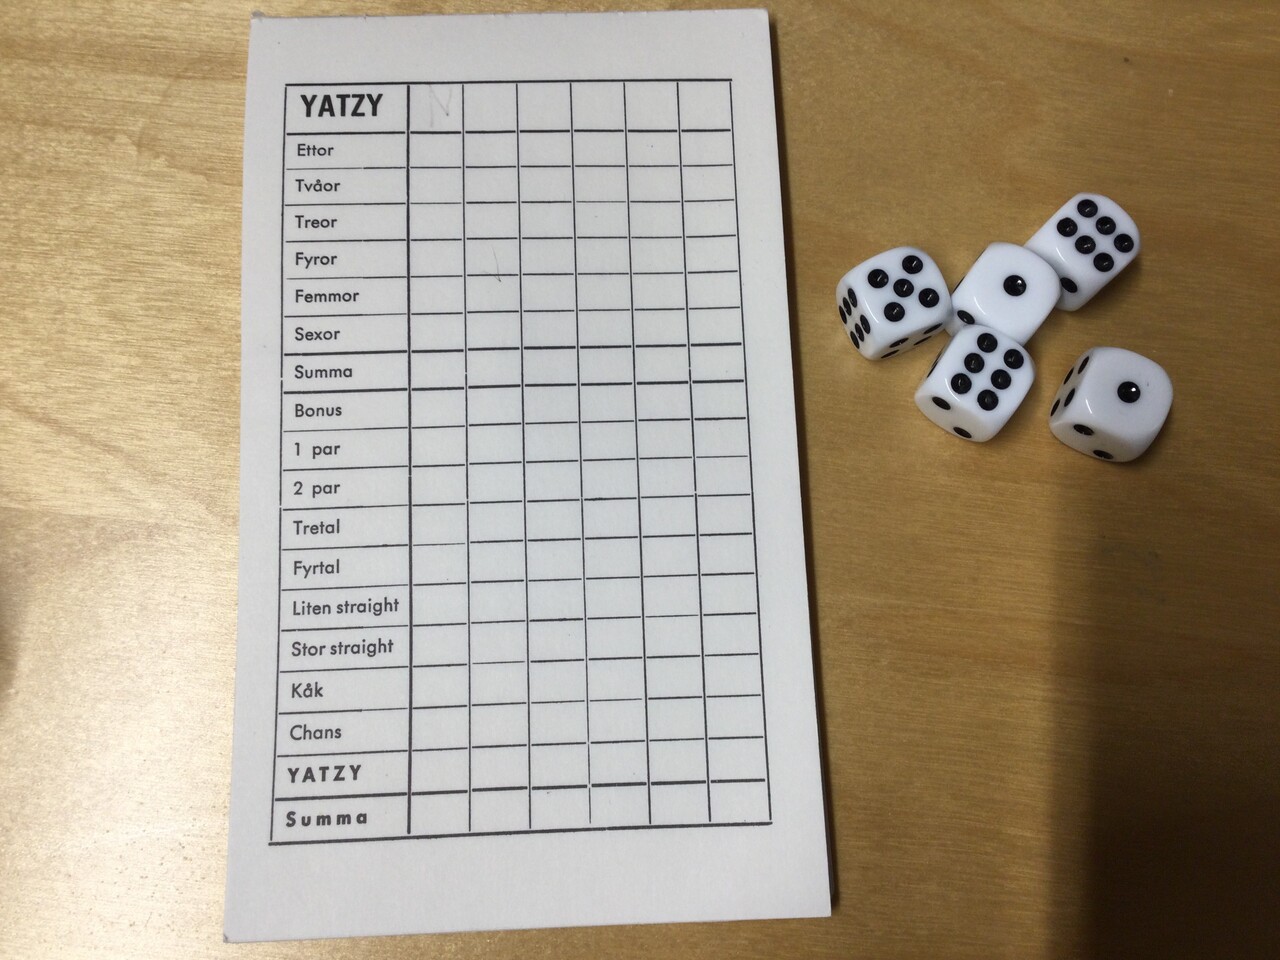 YATZY N
Ettor
Tvåor
Treor
Fyror
Femmor
Sexor
Summa
Bonus
1 par
2 par
Tretal
Fyrtal
Liten straight
Stor straight
Kåk
Chans
YATZY
Summa